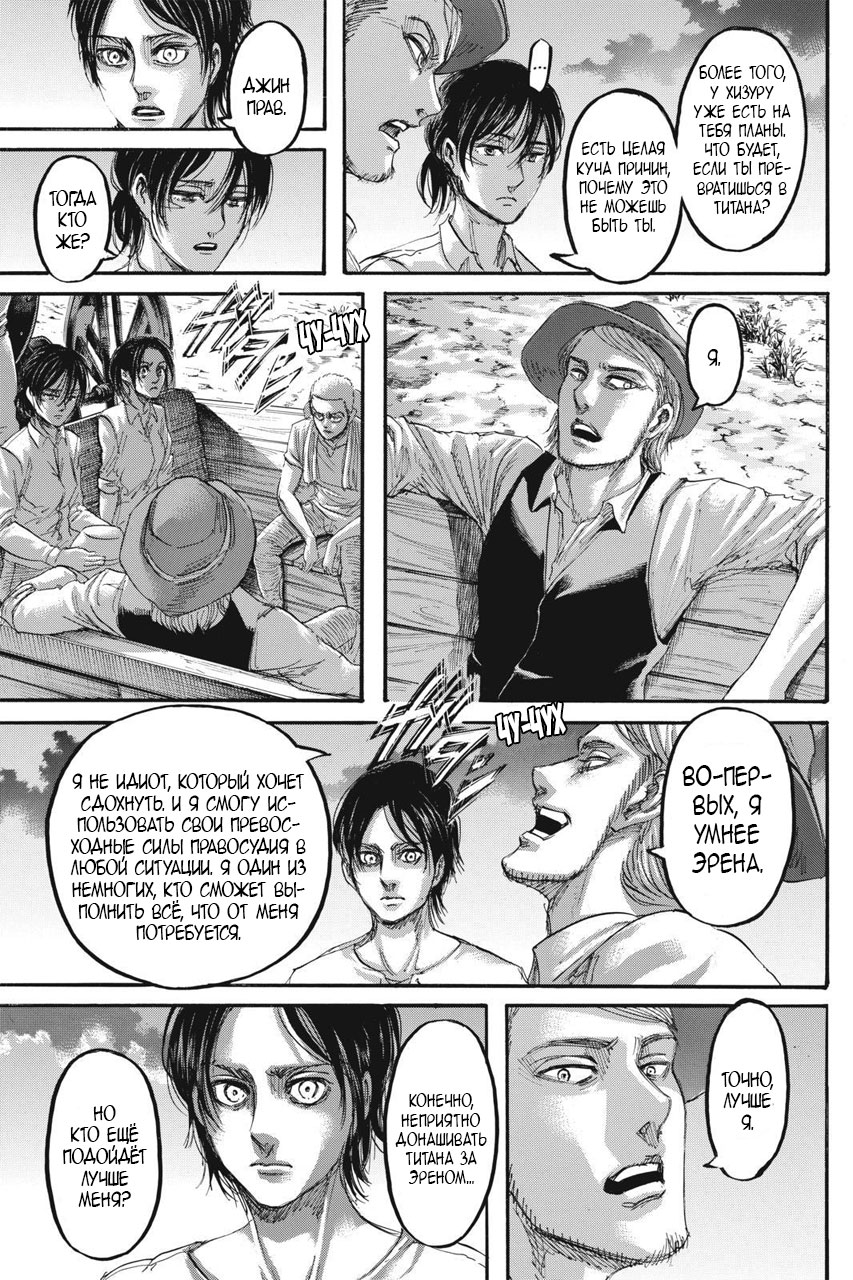 БОЛЕЕ ТОГО,
У ХИЗУРУ
УЖЕ ЕСТЬ НА
ТЕБЯ ПЛАНЫ.
ЧТО БУДЕТ,
ЕСЛИ ТЫ ПРЕ-
ВРАТИШЬСЯ В
ТИТАНА?
ЕСТЬ ЦЕЛАЯ
КУЧА ПРИЧИН,
ПОЧЕМУ ЭТО
НЕ МОЖЕШЬ
БЫТЬ ТЫ.
...
ДЖИН
ПРАВ.
ТОГДА
КТО
ЖЕ?
Я.
ЧУ-ЧУХ
ВО-ПЕР-
ВЫХ, Я
УМНЕЕ
ЭРЕНА.
ЧУ-ЧУХ
Я НЕ ИДИОТ, КОТОРЫЙ ХОЧЕТ
СДОХНУТЬ. И Я СМОГУ ИС-
ПОЛЬЗОВАТЬ СВОИ ПРЕВОС-
ХОДНЫЕ СИЛЫ ПРАВОСУДИЯ В
ЛЮБОЙ СИТУАЦИИ. Я ОДИН ИЗ
НЕМНОГИХ, КТО СМОЖЕТ ВЫ-
ПОЛНИТЬ ВСЁ, ЧТО ОТ МЕНЯ
ПОТРЕБУЕТСЯ.
ТОЧНО,
ЛУЧШЕ
Я.
КОНЕЧНО,
НЕПРИЯТНО
ДОНАШИВАТЬ
ТИТАНА ЗА
ЭРЕНОМ...
НО
КТО ЕЩЁ
ПОДОЙДЁТ
ЛУЧШЕ
МЕНЯ?